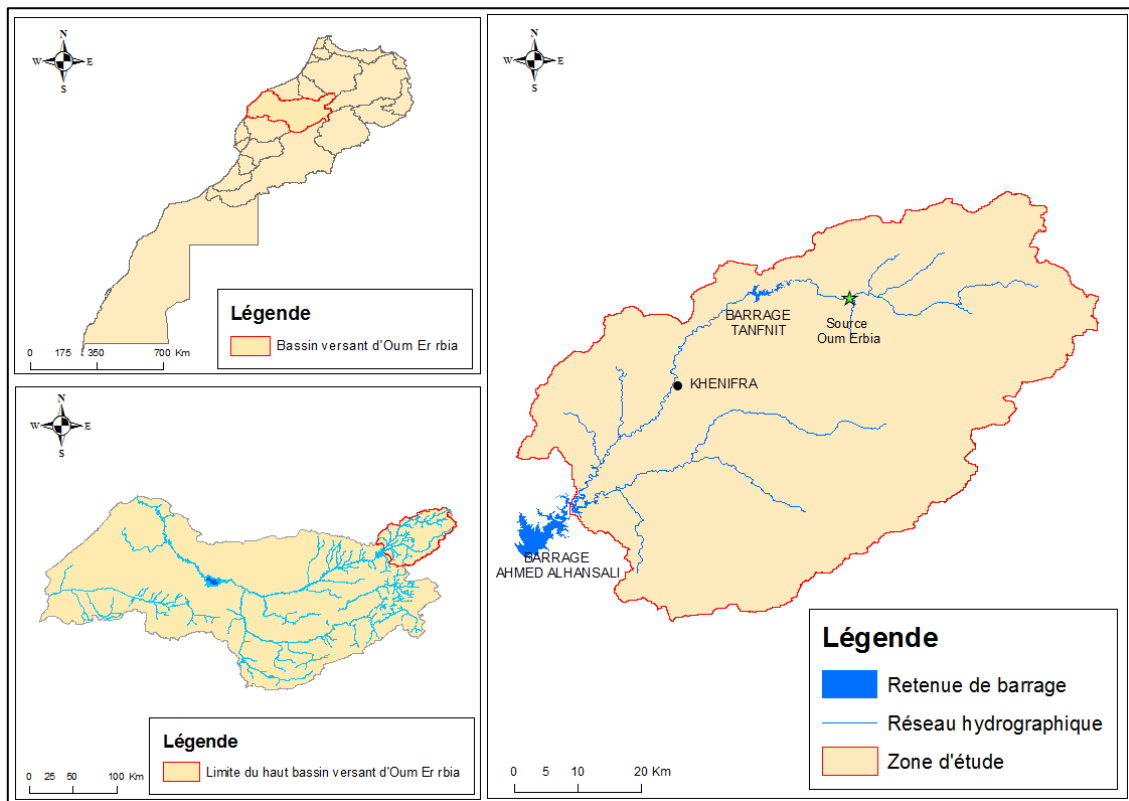 N
W E
S
Légende
Bassin versant d'Oum Er rbia
0 175 350 700 Km
N
W E
S
Légende
Limite du haut bassin versant d'Oum Er rbia
0 25 50 100 Km
N
W E
S
BARRAGE
TANFNIT
Source
Oum Erbia
KHENIFRA
BARRAGE
AHMED ALHANSALI
Légende
Retenue de barrage
Réseau hydrographique
Zone d'étude
0 5 10 20 Km